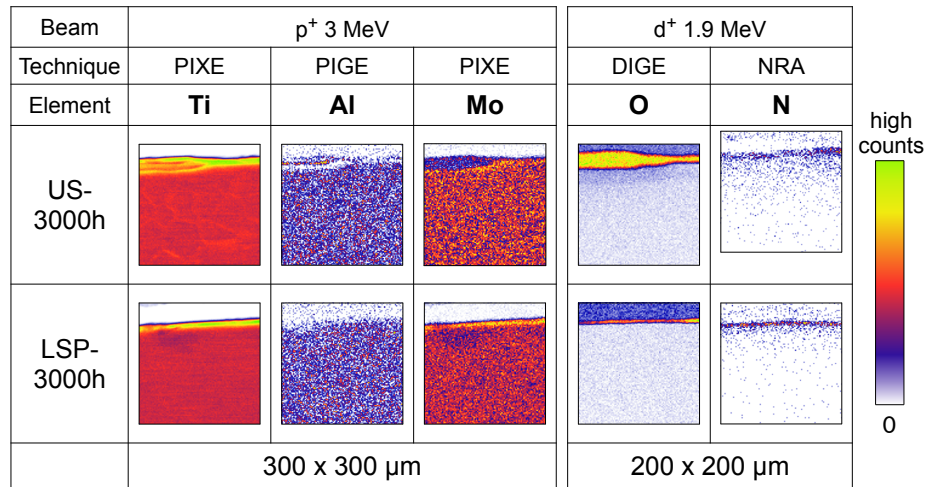 Beam p⁺ 3 MeV d⁺ 1.9 MeV
Technique PIXE PIGE PIXE DIGE NRA
Element Ti Al Mo O N
high
counts
US-
3000h
LSP-
3000h
0
300 x 300 µm 200 x 200 µm